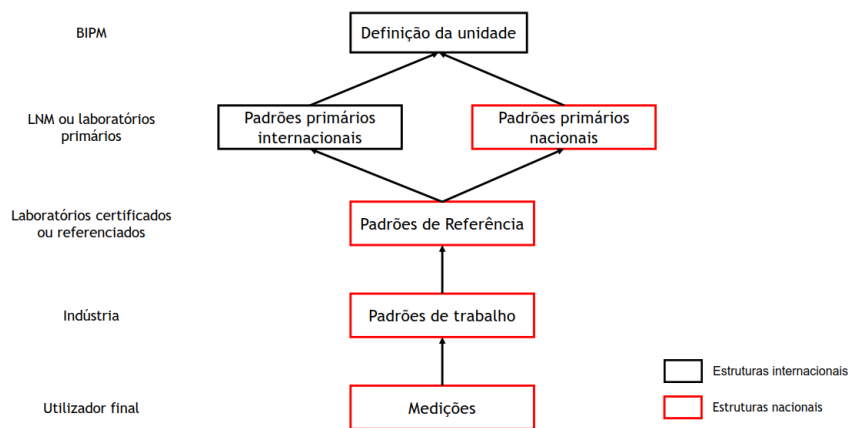 BIPM
Definição da unidade
LNM ou laboratórios
primários
Padrões primários
internacionais
Padrões primários
nacionais
Laboratórios certificados
ou referenciados
Padrões de Referência
Indústria
Padrões de trabalho
Utilizador final
Medições
Estruturas internacionais
Estruturas nacionais